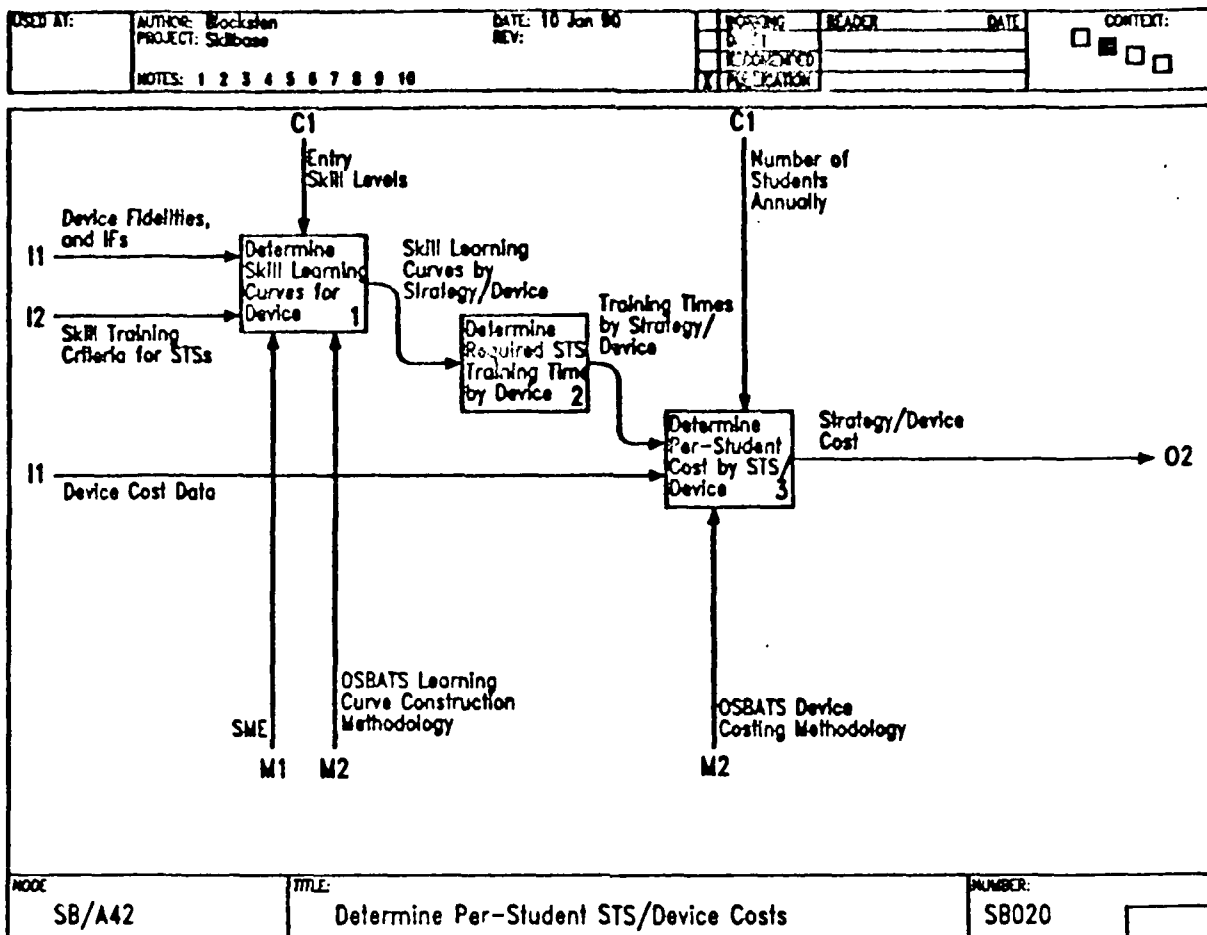 USED AT:
AUTHOR: Blocksten
PROJECT: Skillbase
NOTES: 1 2 3 4 5 6 7 8 9 10
DATE: 10 Jan 90
REV:
WORKING
DRAFT
RECOMMENDED
X PUBLICATION
READER DATE
CONTEXT:
C1
Entry
Skill Levels
C1
Number of
Students
Annually
Device Fidelities,
and IFs
I1
I2
Skill Training
Criteria for STSs
Determine
Skill Learning
Curves for
Device 1
Skill Learning
Curves by
Strategy/Device
Determine
Required STS
Training Time
by Device 2
Training Times
by Strategy/
Device
Determine
Per-Student
Cost by STS/
Device 3
Strategy/Device
Cost
O2
I1
Device Cost Data
SME
M1
OSBATS Learning
Curve Construction
Methodology
M2
OSBATS Device
Costing Methodology
M2
NODE
SB/A42
TITLE:
Determine Per-Student STS/Device Costs
NUMBER:
SB020